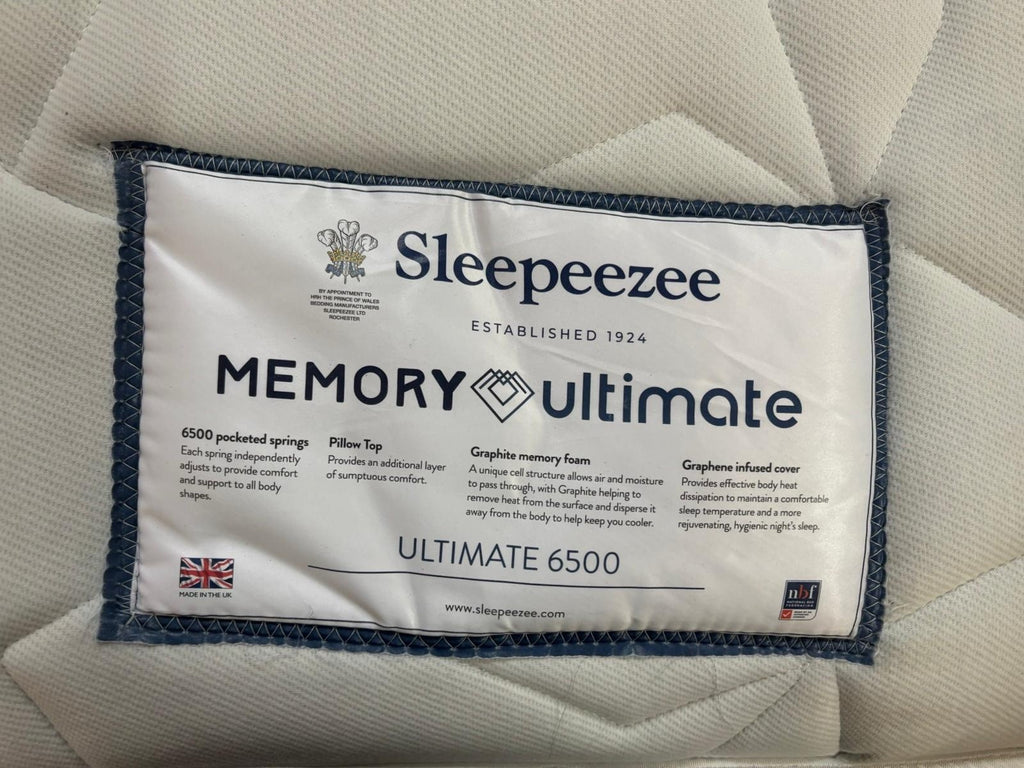 Sleepeezee
BY APPOINTMENT TO
HRH THE PRINCE OF WALES
BEDDING MANUFACTURERS
SLEEPEEZEE LTD
ROCHESTER
ESTABLISHED 1924
MEMORY ultimate
6500 pocketed springs
Each spring independently
adjusts to provide comfort
and support to all body
shapes.
Pillow Top
Provides an additional layer
of sumptuous comfort.
Graphite memory foam
A unique cell structure allows air and moisture
to pass through, with Graphite helping to
remove heat from the surface and disperse it
away from the body to help keep you cooler.
Graphene infused cover
Provides effective body heat
dissipation to maintain a comfortable
sleep temperature and a more
rejuvenating, hygienic night's sleep.
ULTIMATE 6500
MADE IN THE UK
www.sleepeezee.com
nbf
NATIONAL BED
FEDERATION